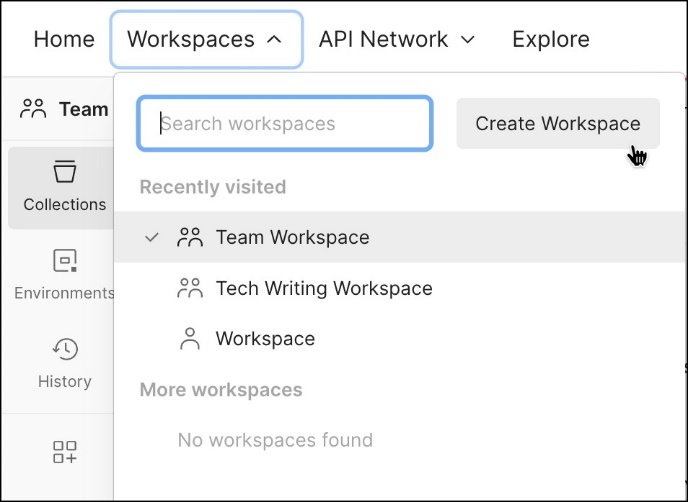 Home Workspaces API Network Explore
Team
Search workspaces Create Workspace
Collections
Recently visited
Team Workspace
Environments
Tech Writing Workspace
History
Workspace
More workspaces
No workspaces found